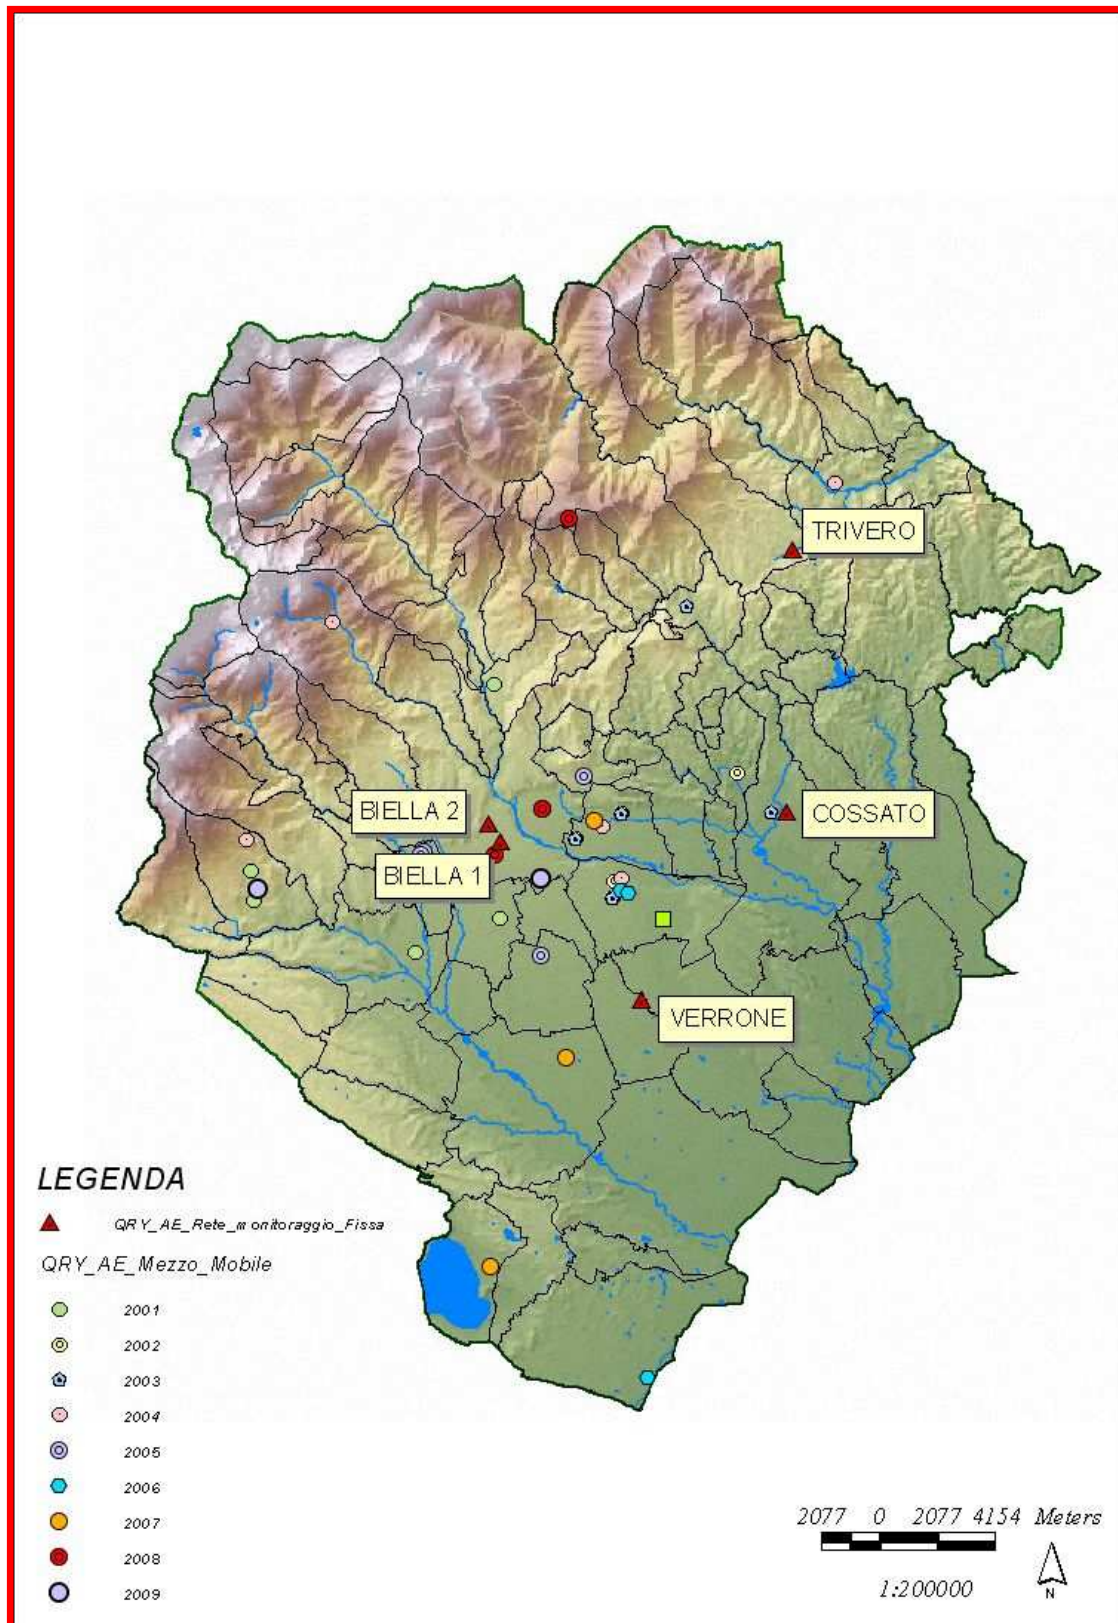 TRIVERO
BIELLA 2
COSSATO
BIELLA 1
VERRONE
LEGENDA
QRY_AE_Rete_monitoraggio_Fissa
QRY_AE_Mezzo_Mobile
2001
2002
2003
2004
2005
2006
2007
2008
2009
2077 0 2077 4154 Meters
1:200000
N